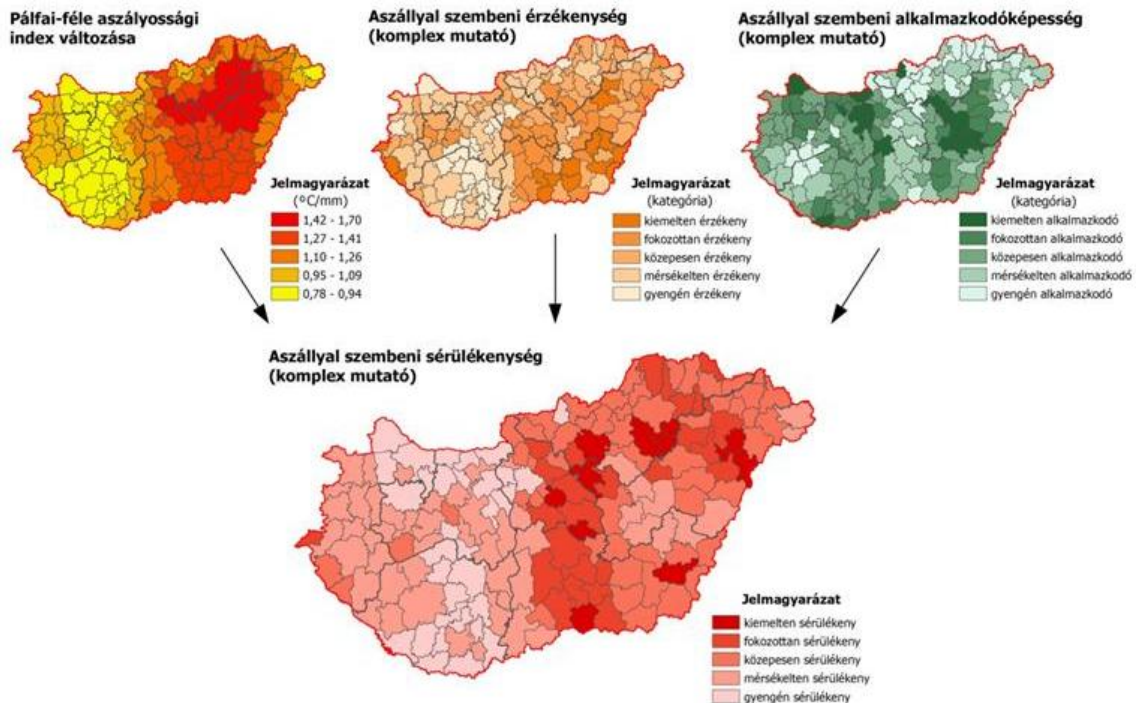 Pálfai-féle aszályossági
index változása
Jelmagyarázat
(ºC/mm)
1,42 - 1,70
1,27 - 1,41
1,10 - 1,26
0,95 - 1,09
0,78 - 0,94
Aszállyal szembeni érzékenység
(komplex mutató)
Jelmagyarázat
(kategória)
kiemelten érzékeny
fokozottan érzékeny
közepesen érzékeny
mérsékelten érzékeny
gyengén érzékeny
Aszállyal szembeni alkalmazkodóképesség
(komplex mutató)
Jelmagyarázat
(kategória)
kiemelten alkalmazkodó
fokozottan alkalmazkodó
közepesen alkalmazkodó
mérsékelten alkalmazkodó
gyengén alkalmazkodó
Aszállyal szembeni sérülékenység
(komplex mutató)
Jelmagyarázat
kiemelten sérülékeny
fokozottan sérülékeny
közepesen sérülékeny
mérsékelten sérülékeny
gyengén sérülékeny